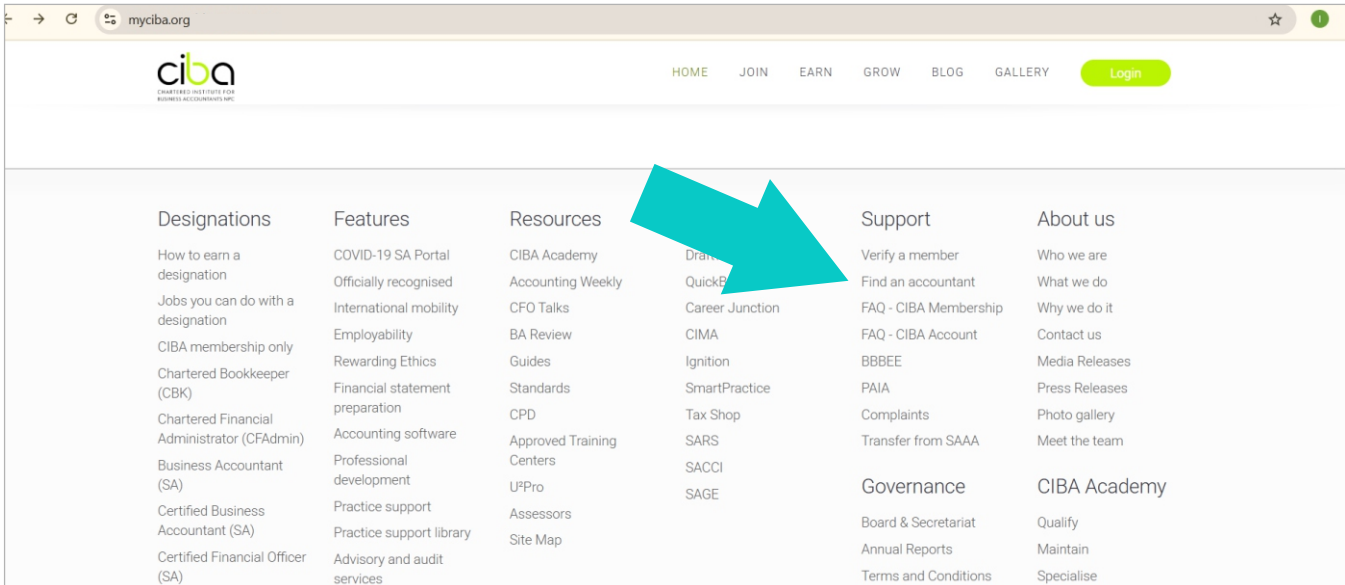 myciba.org
I
ciba
CHARTERED INSTITUTE FOR
BUSINESS ACCOUNTANTS NPC
HOME JOIN EARN GROW BLOG GALLERY Login
Designations
How to earn a
designation
Jobs you can do with a
designation
CIBA membership only
Chartered Bookkeeper
(CBK)
Chartered Financial
Administrator (CFAdmin)
Business Accountant
(SA)
Certified Business
Accountant (SA)
Certified Financial Officer
(SA)
Features
COVID-19 SA Portal
Officially recognised
International mobility
Employability
Rewarding Ethics
Financial statement
preparation
Accounting software
Professional
development
Practice support
Practice support library
Advisory and audit
services
Resources
CIBA Academy
Accounting Weekly
CFO Talks
BA Review
Guides
Standards
CPD
Approved Training
Centers
U²Pro
Assessors
Site Map
Career Junction
CIMA
Ignition
SmartPractice
Tax Shop
SARS
SACCI
SAGE
Support
Verify a member
Find an accountant
FAQ - CIBA Membership
FAQ - CIBA Account
BBBEE
PAIA
Complaints
Transfer from SAAA
Governance
Board & Secretariat
Annual Reports
Terms and Conditions
About us
Who we are
What we do
Why we do it
Contact us
Media Releases
Press Releases
Photo gallery
Meet the team
CIBA Academy
Qualify
Maintain
Specialise